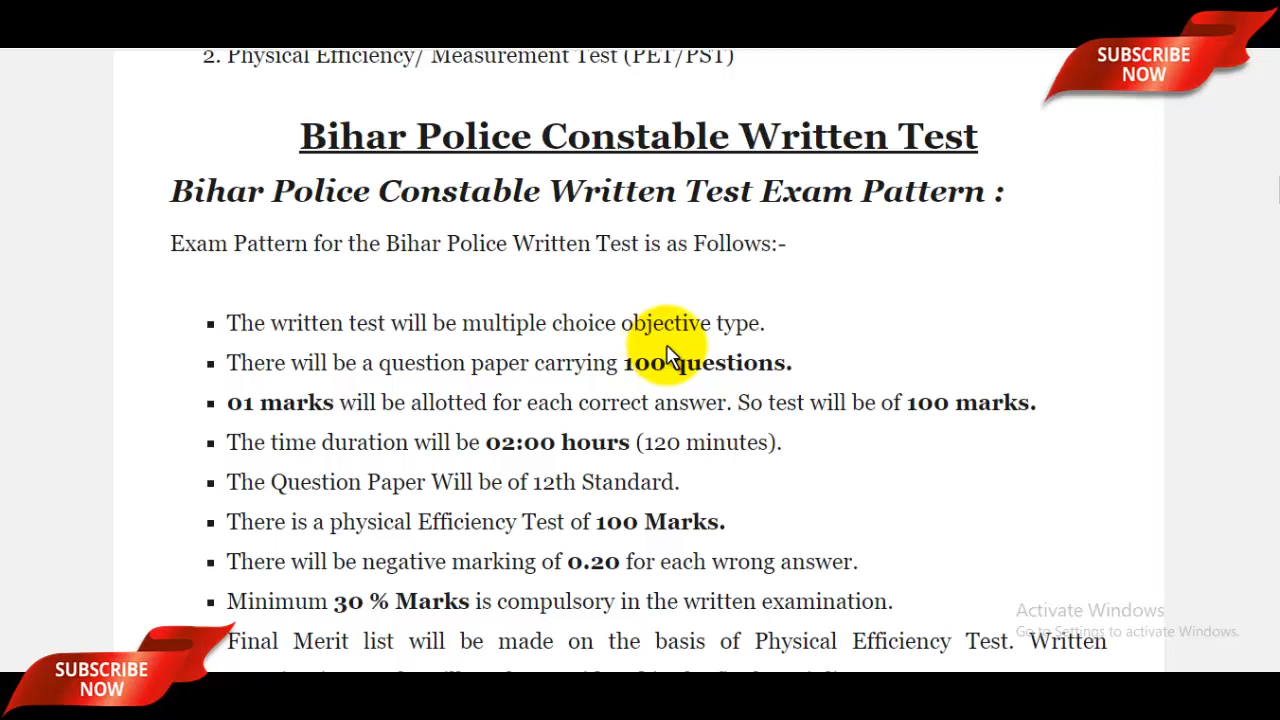 2. Physical Efficiency/ Measurement Test (PET/PST)
SUBSCRIBE
NOW
Bihar Police Constable Written Test
Bihar Police Constable Written Test Exam Pattern :
Exam Pattern for the Bihar Police Written Test is as Follows:-
The written test will be multiple choice objective type.
There will be a question paper carrying 100 questions.
01 marks will be allotted for each correct answer. So test will be of 100 marks.
The time duration will be 02:00 hours (120 minutes).
The Question Paper Will be of 12th Standard.
There is a physical Efficiency Test of 100 Marks.
There will be negative marking of 0.20 for each wrong answer.
Minimum 30 % Marks is compulsory in the written examination.
Activate Windows
Go to Settings to activate Windows.
Final Merit list will be made on the basis of Physical Efficiency Test. Written
SUBSCRIBE
NOW